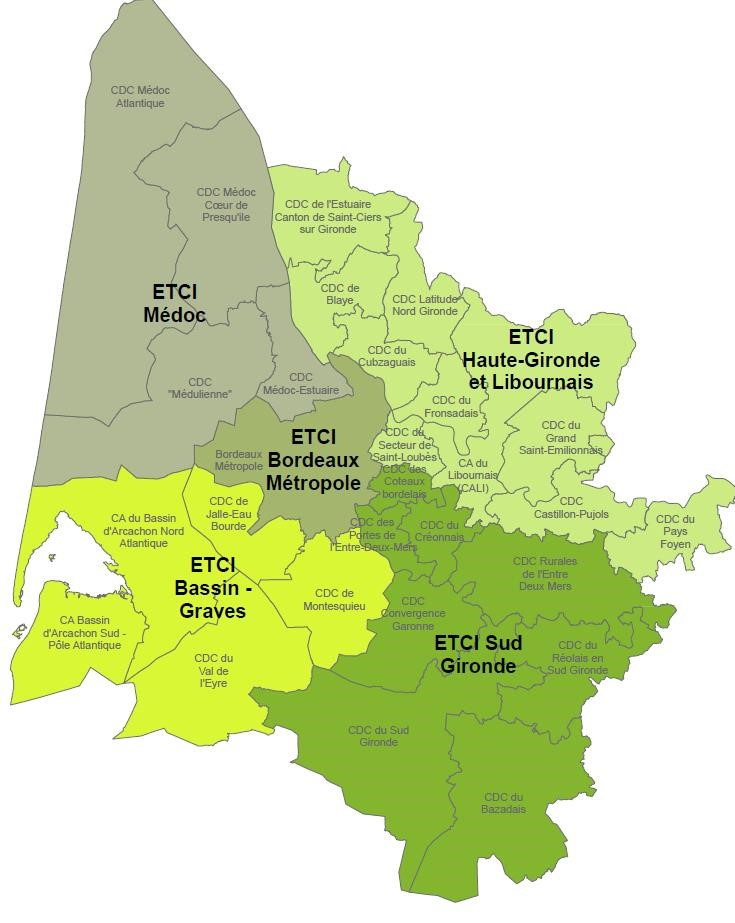 CDC Médoc
Atlantique
CDC Médoc
Cœur de
Presqu'ile
CDC de l'Estuaire
Canton de Saint-Ciers
sur Gironde
ETCI
Médoc
CDC de
Blaye
CDC Latitude
Nord Gironde
ETCI
Haute-Gironde
et Libournais
CDC du
Cubzaguais
CDC
"Médulienne"
CDC
Médoc-Estuaire
CDC du
Fronsadais
CDC du
Grand
Saint-Emilionnais
ETCI
Bordeaux
Métropole
Bordeaux
Métropole
CDC du
Secteur de
Saint-Loubès
CDC des
Coteaux
bordelais
CA du
Libournais
(CALI)
CDC
Castillon-Pujols
CDC du
Pays
Foyen
CA du Bassin
d'Arcachon Nord
Atlantique
CDC de
Jalle-Eau
Bourde
CDC des
Portes de
l'Entre-Deux-Mers
CDC du
Créonnais
CDC Rurales
de l'Entre
Deux Mers
ETCI
Bassin -
Graves
CDC de
Montesquieu
CDC
Convergence
Garonne
CA Bassin
d'Arcachon Sud -
Pôle Atlantique
ETCI Sud
Gironde
CDC du
Réolais en
Sud Gironde
CDC du
Val de
l'Eyre
CDC du Sud
Gironde
CDC du
Bazadais